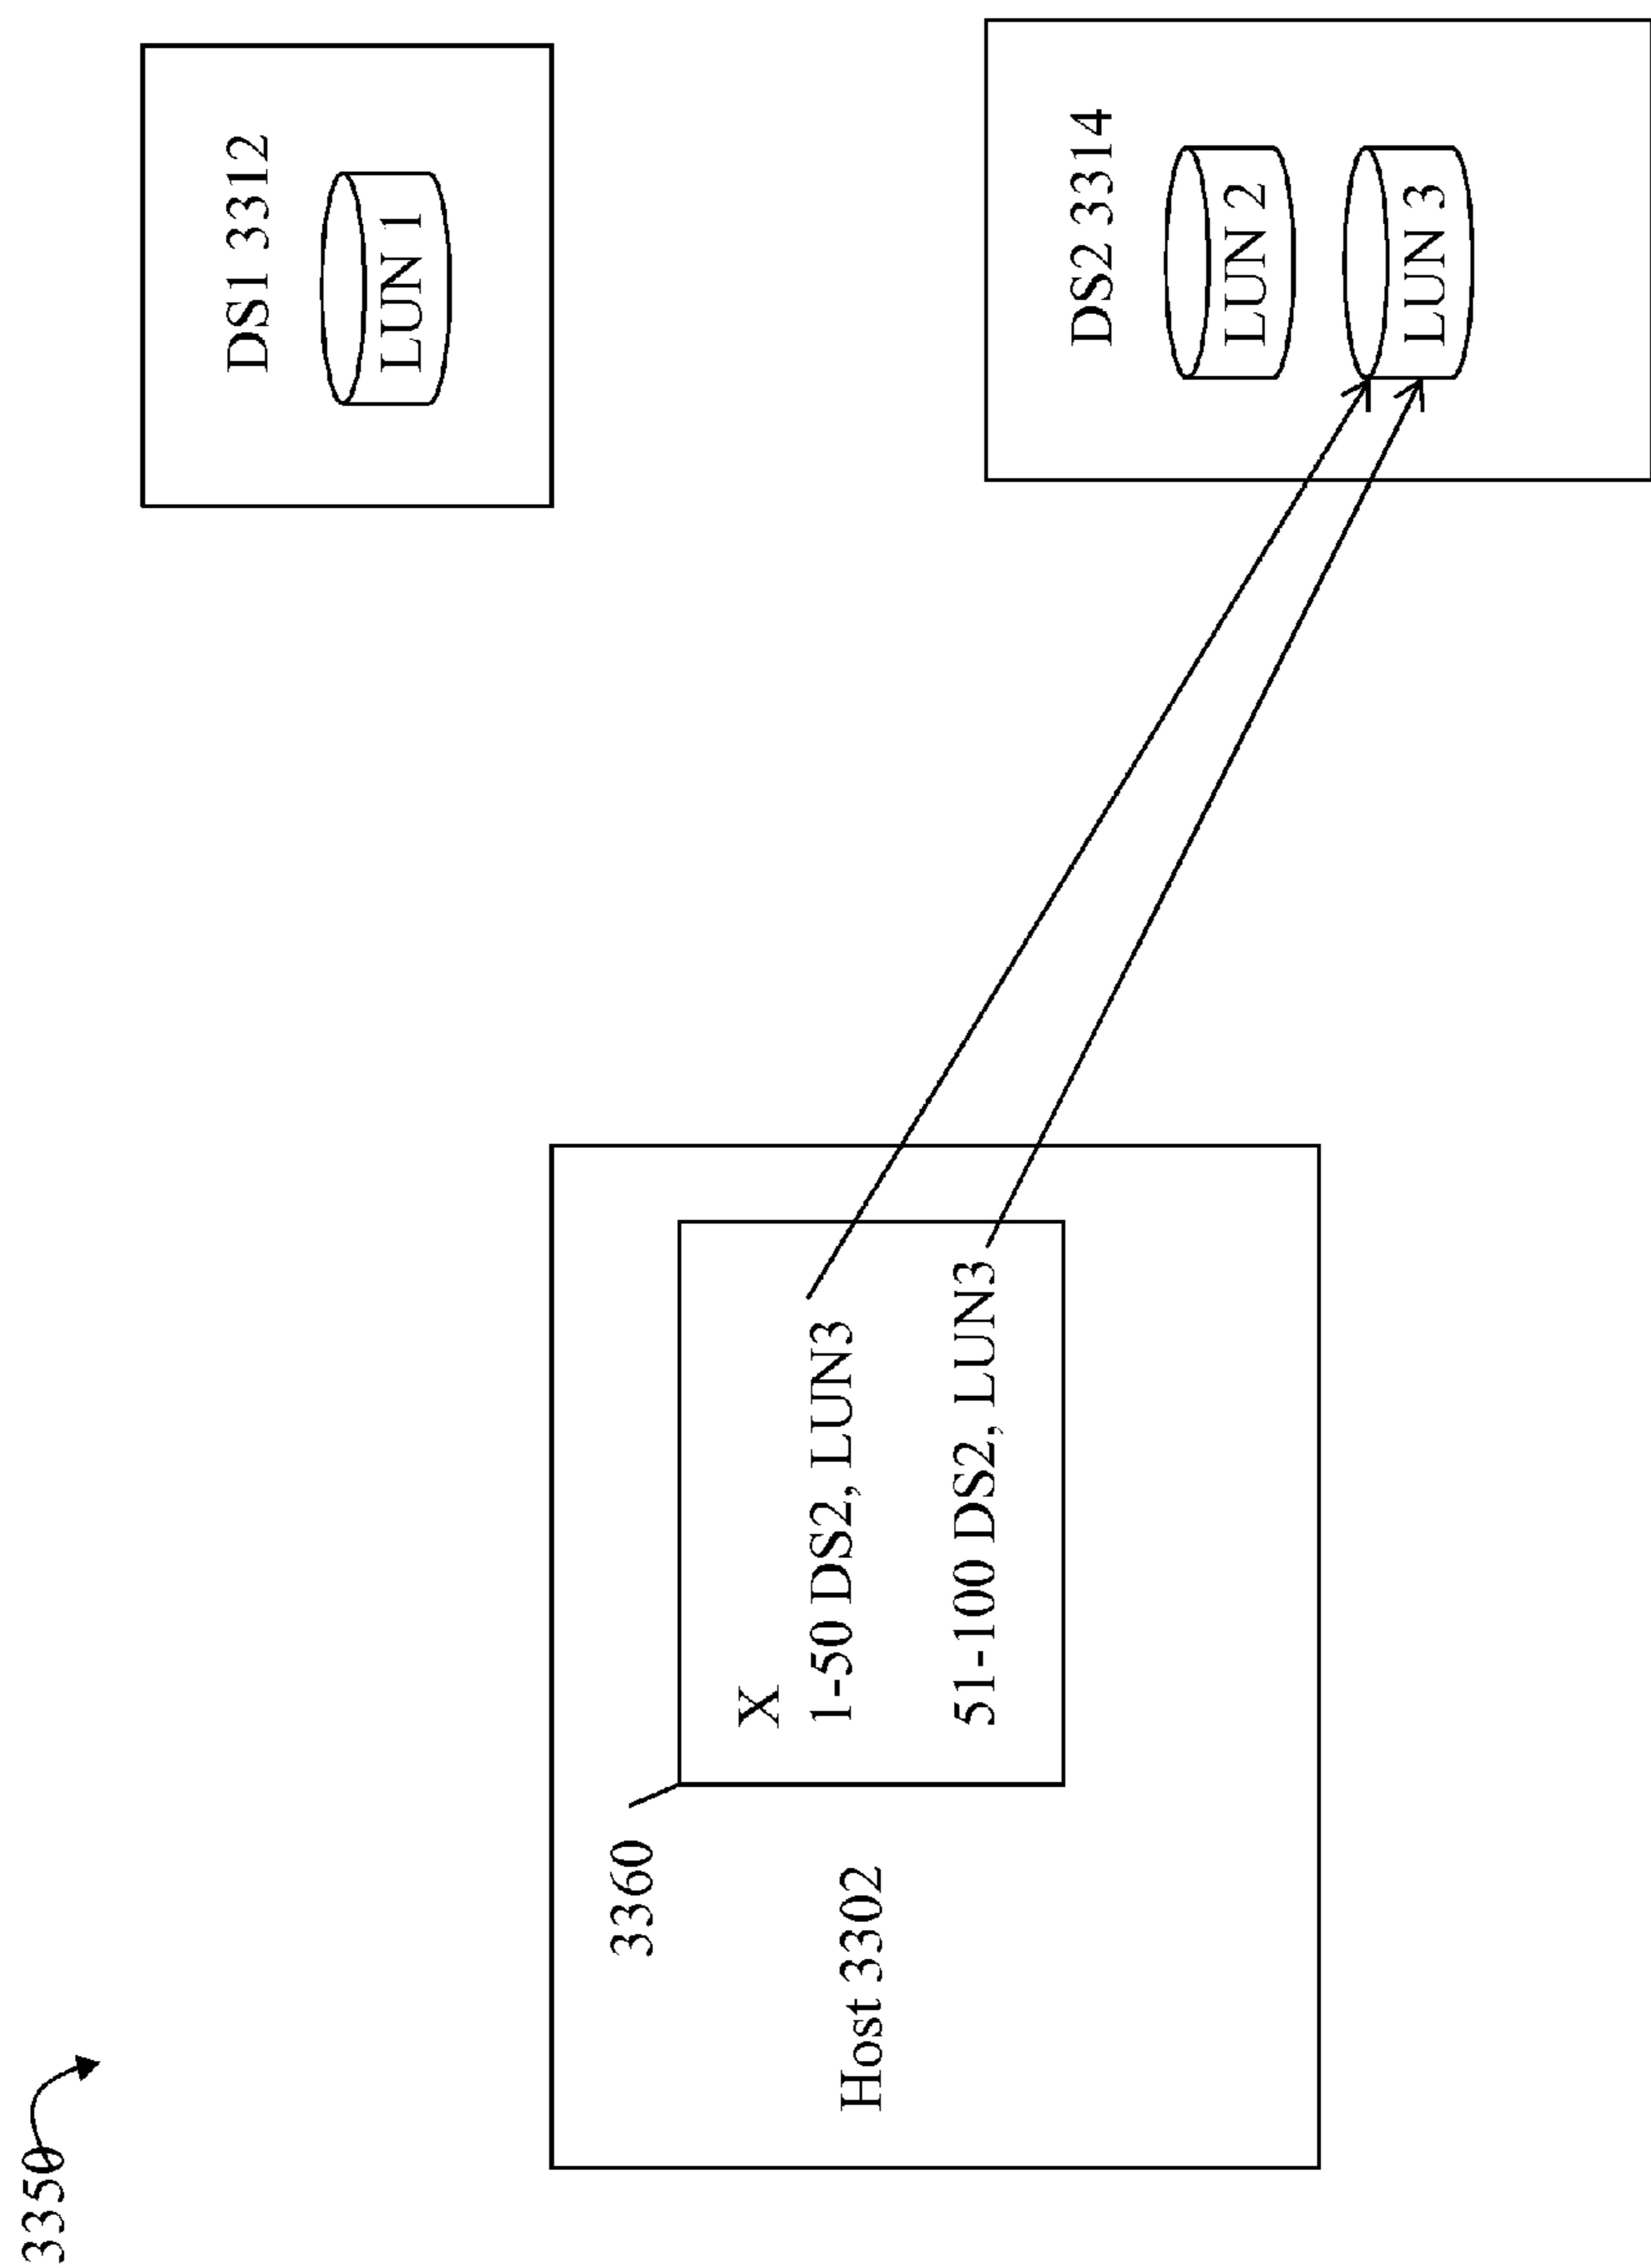 3350
DS1 3312
LUN 1
3360
X
1-50 DS2, LUN3
51-100 DS2, LUN3
Host 3302
DS2 3314
LUN 2
LUN 3